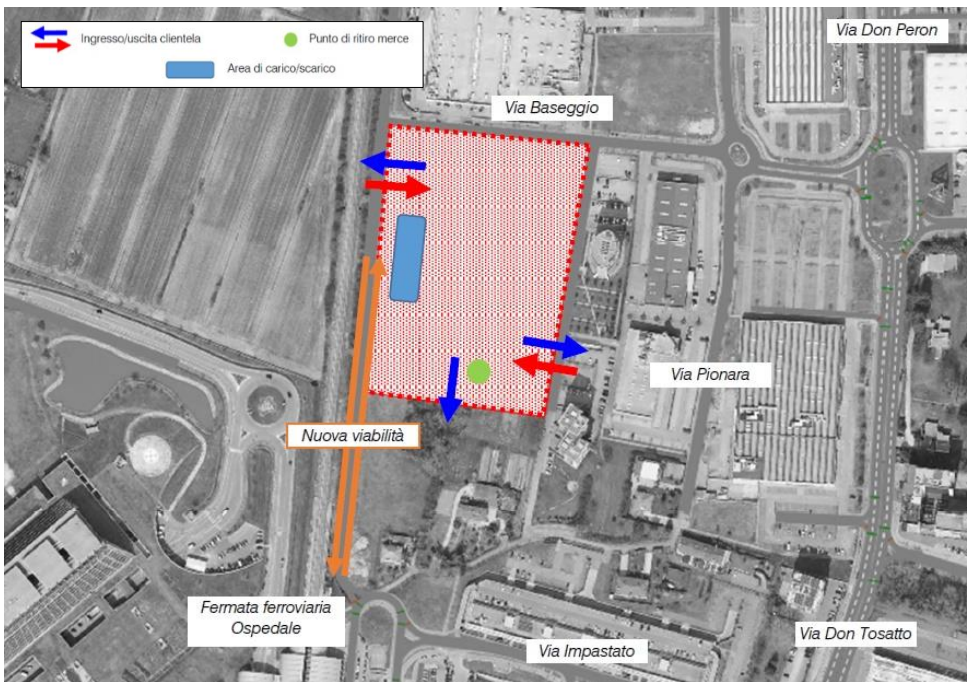 Ingresso/uscita clientela
Punto di ritiro merce
Area di carico/scarico
Via Don Peron
Via Baseggio
Via Pionara
Nuova viabilità
Fermata ferroviaria
Ospedale
Via Impastato
Via Don Tosatto